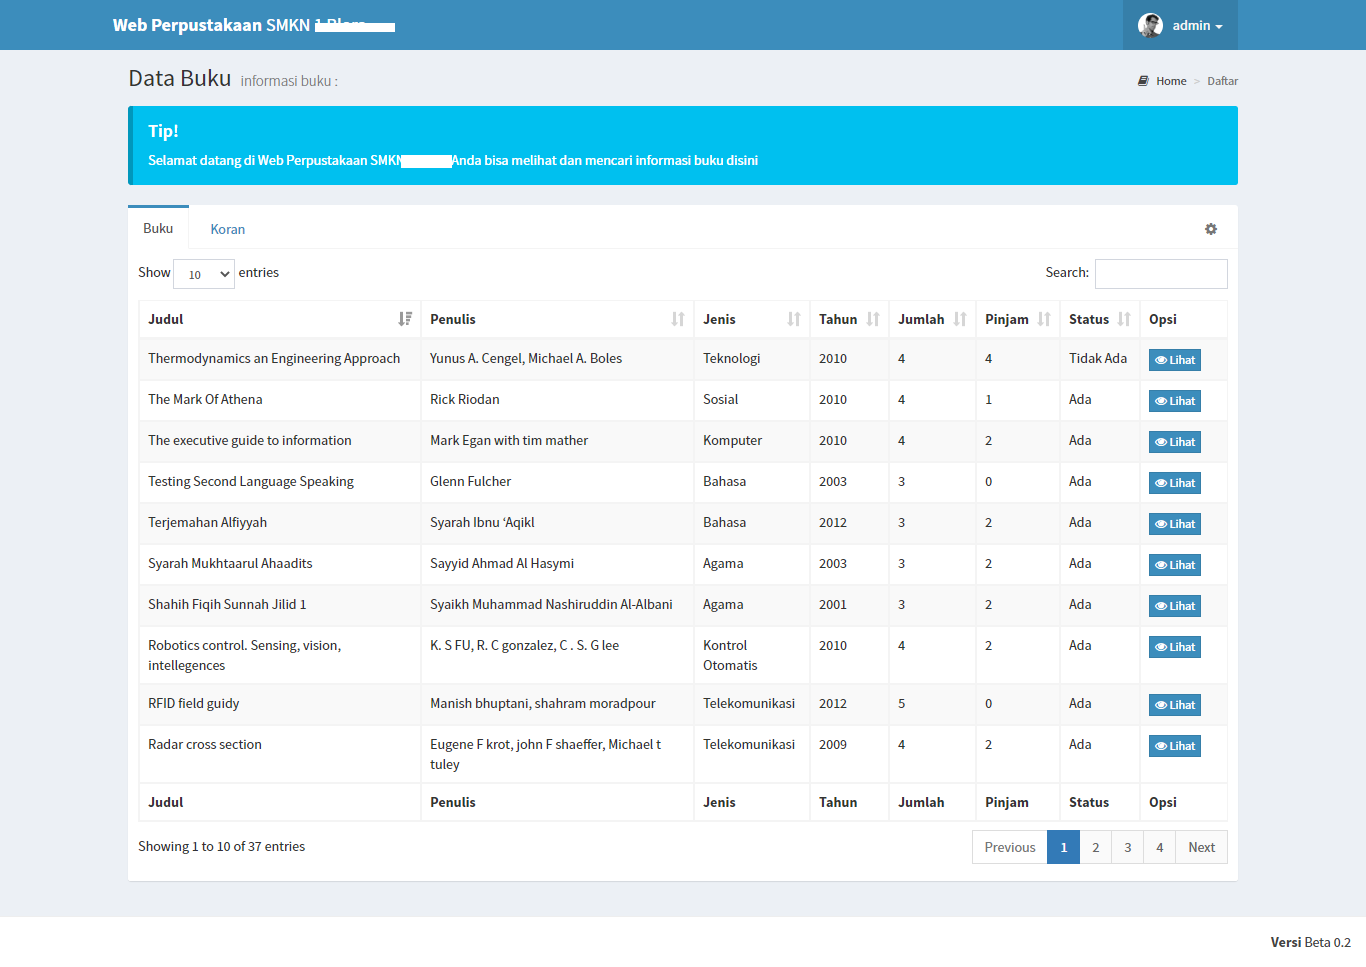 Web Perpustakaan SMKN
admin
Data Buku informasi buku :
Home > Daftar
Tip!
Selamat datang di Web Perpustakaan SMKN Anda bisa melihat dan mencari informasi buku disini
Buku Koran
Show 10 entries Search:
Judul Penulis Jenis Tahun Jumlah Pinjam Status Opsi
Thermodynamics an Engineering Approach Yunus A. Cengel, Michael A. Boles Teknologi 2010 4 4 Tidak Ada Lihat
The Mark Of Athena Rick Riodan Sosial 2010 4 1 Ada Lihat
The executive guide to information Mark Egan with tim mather Komputer 2010 4 2 Ada Lihat
Testing Second Language Speaking Glenn Fulcher Bahasa 2003 3 0 Ada Lihat
Terjemahan Alfiyyah Syarah Ibnu ‘Aqikl Bahasa 2012 3 2 Ada Lihat
Syarah Mukhtaarul Ahaadits Sayyid Ahmad Al Hasymi Agama 2003 3 2 Ada Lihat
Shahih Fiqih Sunnah Jilid 1 Syaikh Muhammad Nashiruddin Al-Albani Agama 2001 3 2 Ada Lihat
Robotics control. Sensing, vision, K. S FU, R. C gonzalez, C . S. G lee Kontrol 2010 4 2 Ada Lihat
intellegences Otomatis
RFID field guidy Manish bhuptani, shahram moradpour Telekomunikasi 2012 5 0 Ada Lihat
Radar cross section Eugene F krot, john F shaeffer, Michael t Telekomunikasi 2009 4 2 Ada Lihat
tuley
Judul Penulis Jenis Tahun Jumlah Pinjam Status Opsi
Showing 1 to 10 of 37 entries Previous 1 2 3 4 Next
Versi Beta 0.2